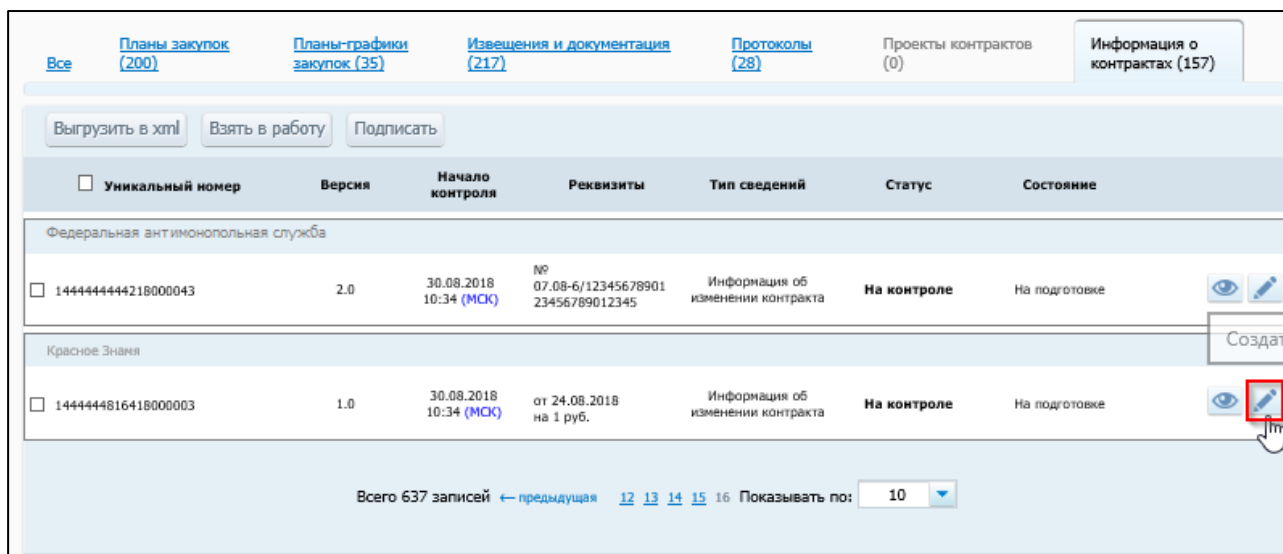 Все
Планы закупок
(200)
Планы-графики
закупок (35)
Извещения и документация
(217)
Протоколы
(28)
Проекты контрактов
(0)
Информация о
контрактах (157)
Выгрузить в xml
Взять в работу
Подписать
Уникальный номер
Версия
Начало
контроля
Реквизиты
Тип сведений
Статус
Состояние
Федеральная антимонопольная служба
1444444444218000043
2.0
30.08.2018
10:34 (МСК)
№
07.08-6/12345678901
23456789012345
Информация об
изменении контракта
На контроле
На подготовке
Создат
Красное Знамя
1444444816418000003
1.0
30.08.2018
10:34 (МСК)
от 24.08.2018
на 1 руб.
Информация об
изменении контракта
На контроле
На подготовке
Всего 637 записей ← предыдущая 12 13 14 15 16 Показывать по: 10